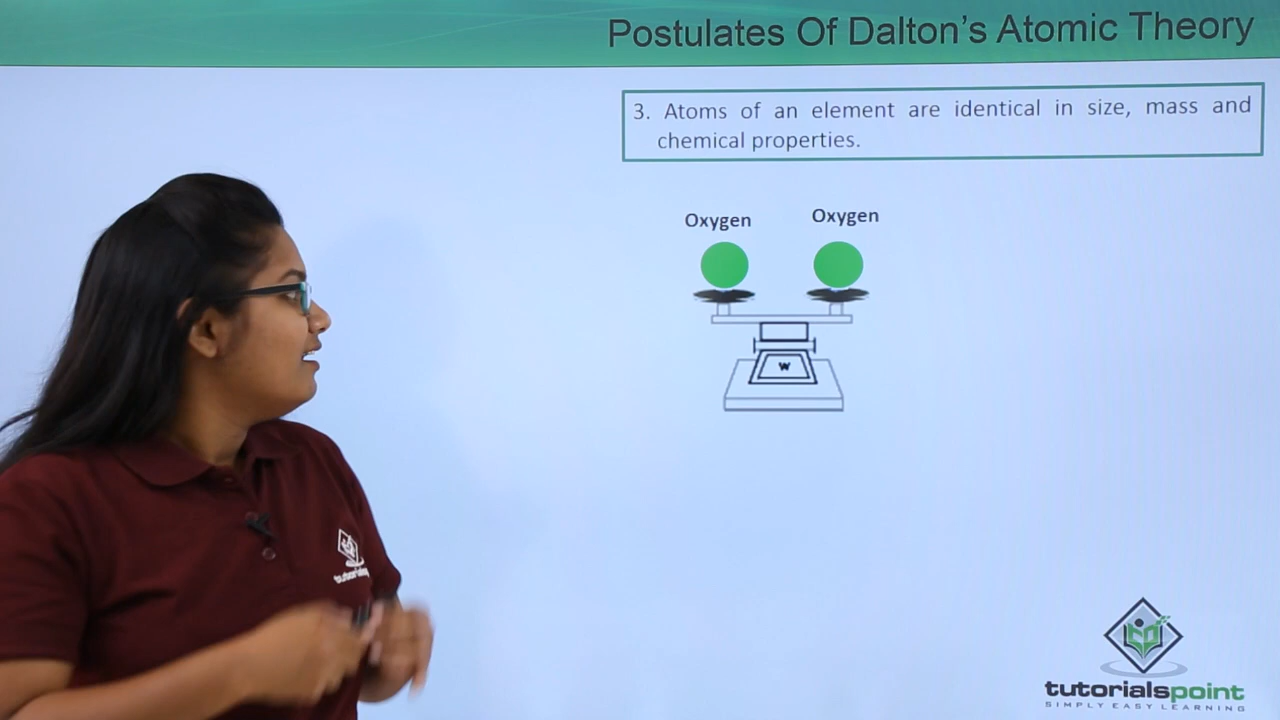 Postulates Of Dalton's Atomic Theory
3. Atoms of an element are identical in size, mass and
chemical properties.
Oxygen Oxygen
W
tutorialspoint
SIMPLY EASY LEARNING